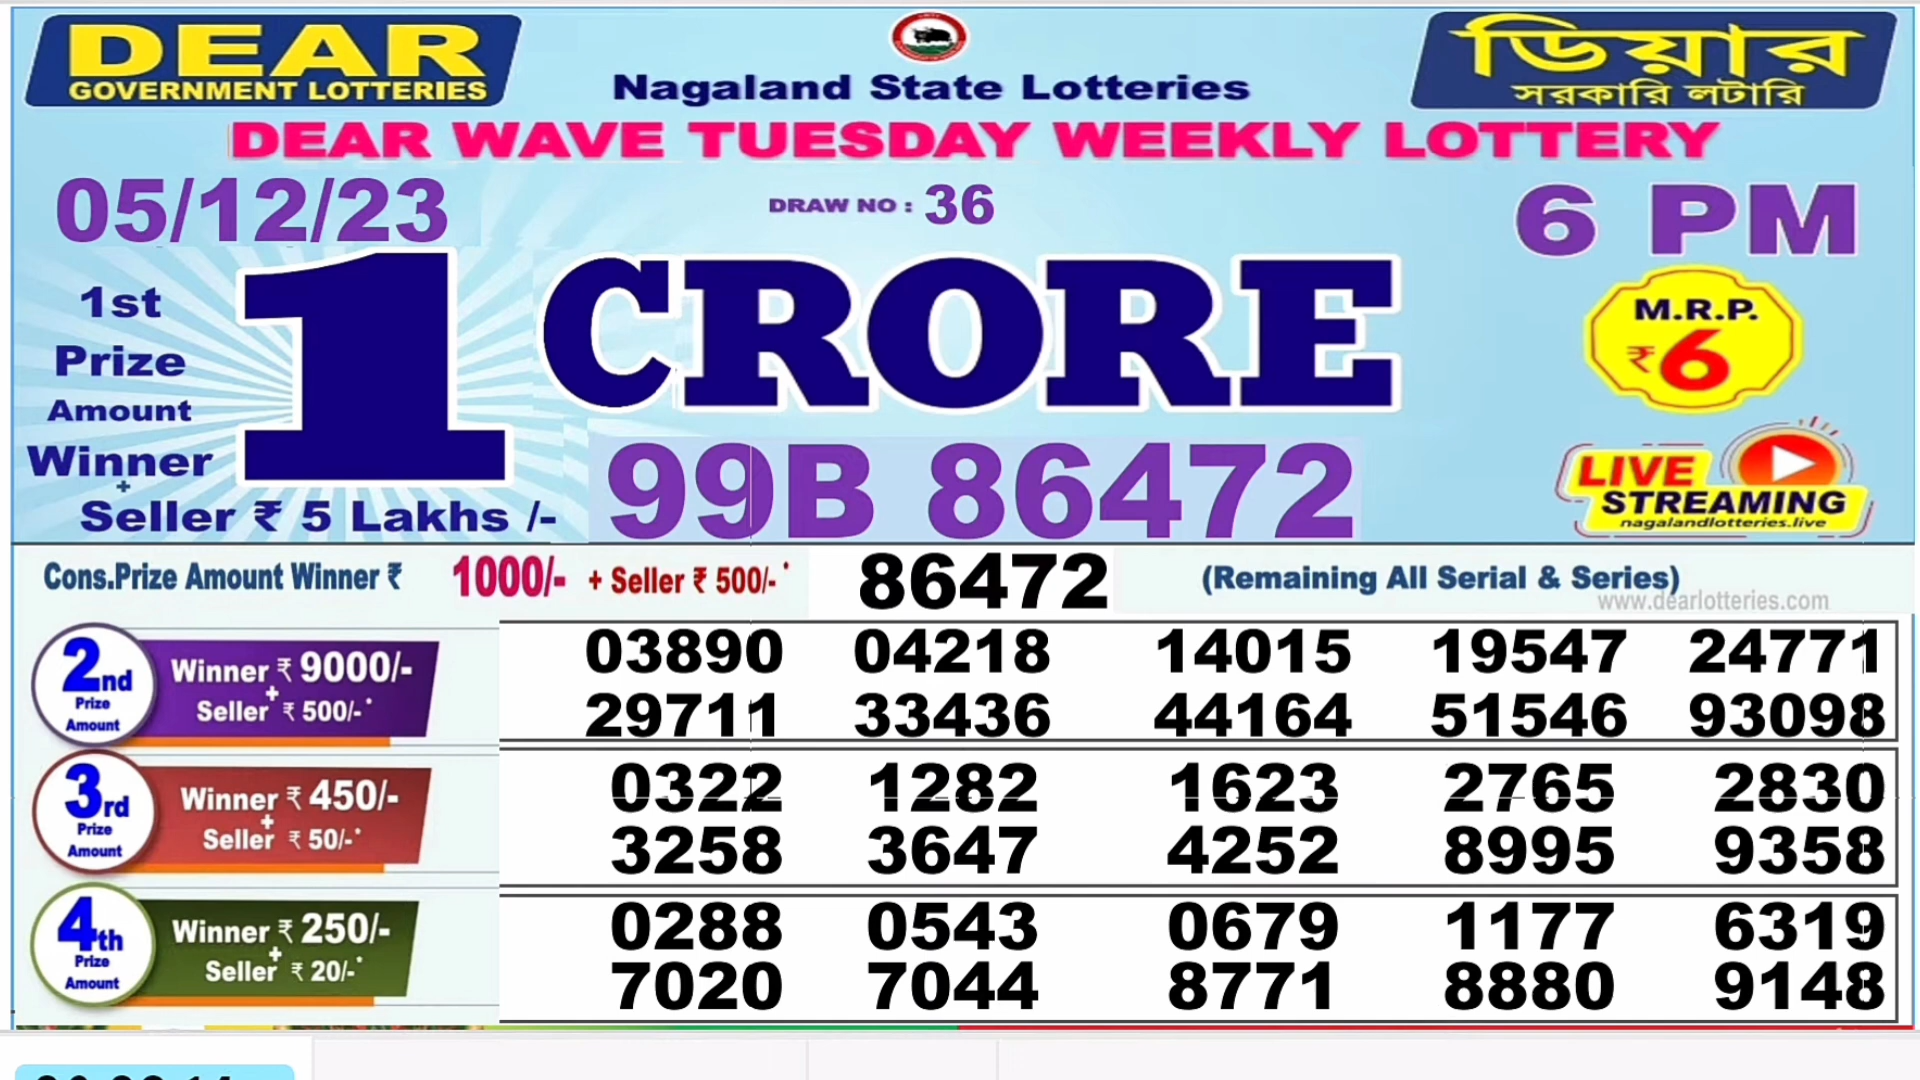 DEAR
GOVERNMENT LOTTERIES
Nagaland State Lotteries
ডিয়ার
সরকারি লটারি
DEAR WAVE TUESDAY WEEKLY LOTTERY
05/12/23
DRAW NO : 36
6 PM
1st
Prize
Amount
Winner
+
Seller ₹ 5 Lakhs /-
1 CRORE
99B 86472
M.R.P.
₹6
LIVE
STREAMING
nagalandlotteries.live
Cons.Prize Amount Winner ₹ 1000/- + Seller ₹ 500/-* 86472 (Remaining All Serial & Series)
www.dearlotteries.com
2nd
Prize
Amount
Winner ₹ 9000/-
+
Seller ₹ 500/-*
03890 04218 14015 19547 24771
29711 33436 44164 51546 93098
3rd
Prize
Amount
Winner ₹ 450/-
+
Seller ₹ 50/-*
0322 1282 1623 2765 2830
3258 3647 4252 8995 9358
4th
Prize
Amount
Winner ₹ 250/-
+
Seller ₹ 20/-*
0288 0543 0679 1177 6319
7020 7044 8771 8880 9148